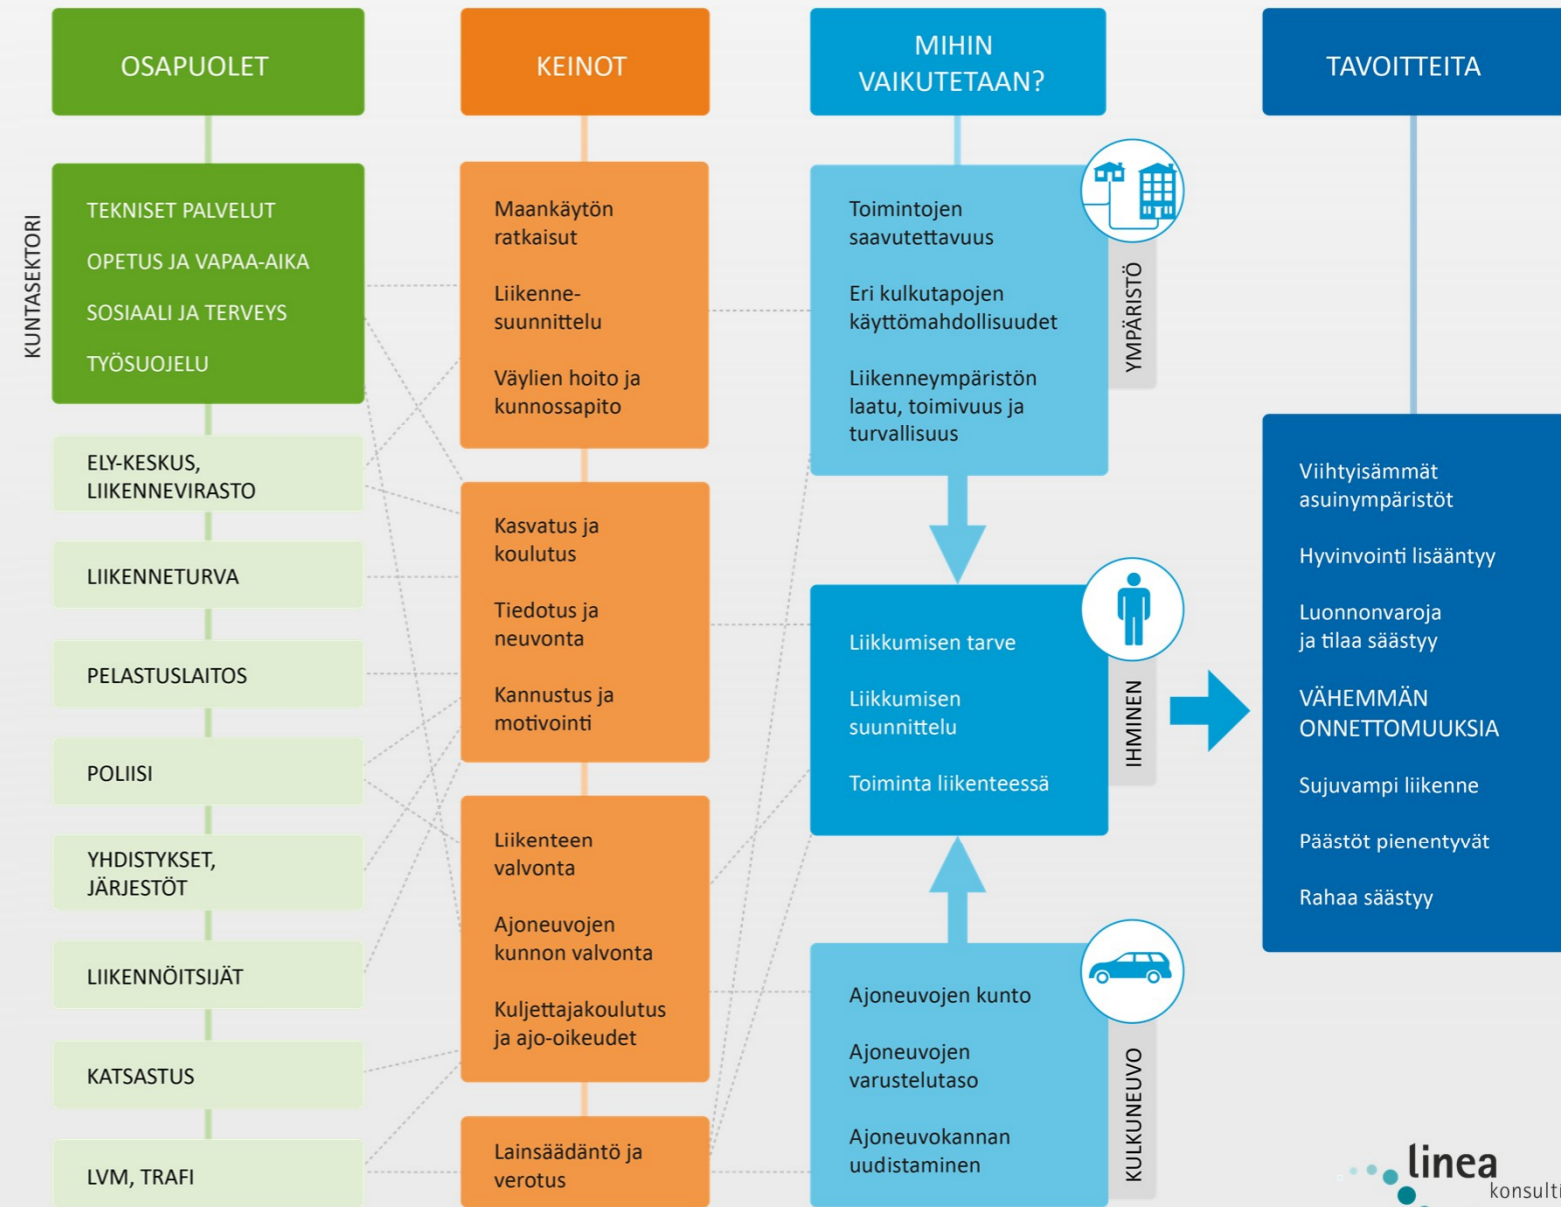 OSAPUOLET
KUNTASEKTORI
TEKNISET PALVELUT
OPETUS JA VAPAA-AIKA
SOSIAALI JA TERVEYS
TYÖSUOJELU
ELY-KESKUS,
LIIKENNEVIRASTO
LIIKENNETURVA
PELASTUSLAITOS
POLIISI
YHDISTYKSET,
JÄRJESTÖT
LIIKENNÖITSIJÄT
KATSASTUS
LVM, TRAFI
KEINOT
Maankäytön
ratkaisut
Liikenne-
suunnittelu
Väylien hoito ja
kunnossapito
Kasvatus ja
koulutus
Tiedotus ja
neuvonta
Kannustus ja
motivointi
Liikenteen
valvonta
Ajoneuvojen
kunnon valvonta
Kuljettajakoulutus
ja ajo-oikeudet
Lainsäädäntö ja
verotus
MIHIN
VAIKUTETAAN?
Toimintojen
saavutettavuus
Eri kulkutapojen
käyttömahdollisuudet
Liikenneympäristön
laatu, toimivuus ja
turvallisuus
YMPÄRISTÖ
Liikkumisen tarve
Liikkumisen
suunnittelu
Toiminta liikenteessä
IHMINEN
Ajoneuvojen kunto
Ajoneuvojen
varustelutaso
Ajoneuvokannan
uudistaminen
KULKUNEUVO
TAVOITTEITA
Viihtyisämmät
asuinympäristöt
Hyvinvointi lisääntyy
Luonnonvaroja
ja tilaa säästyy
VÄHEMMÄN
ONNETTOMUUKSIA
Sujuvampi liikenne
Päästöt pienentyvät
Rahaa säästyy
linea
konsulti